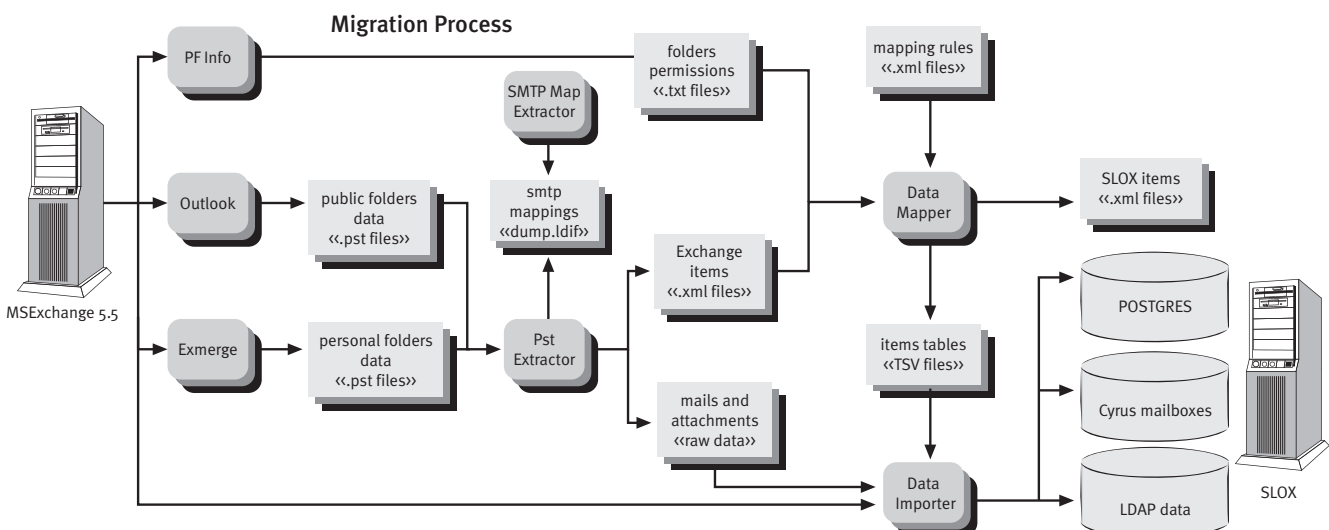 Migration Process
PF Info
folders
permissions
‹‹.txt files››
mapping rules
‹‹.xml files››
SMTP Map
Extractor
MSExchange 5.5
Outlook
public folders
data
‹‹.pst files››
smtp
mappings
‹‹dump.ldif››
Data
Mapper
SLOX items
‹‹.xml files››
Exchange
items
‹‹.xml files››
POSTGRES
Exmerge
personal folders
data
‹‹.pst files››
Pst
Extractor
items tables
‹‹TSV files››
mails and
attachments
‹‹raw data››
Cyrus mailboxes
Data
Importer
LDAP data
SLOX